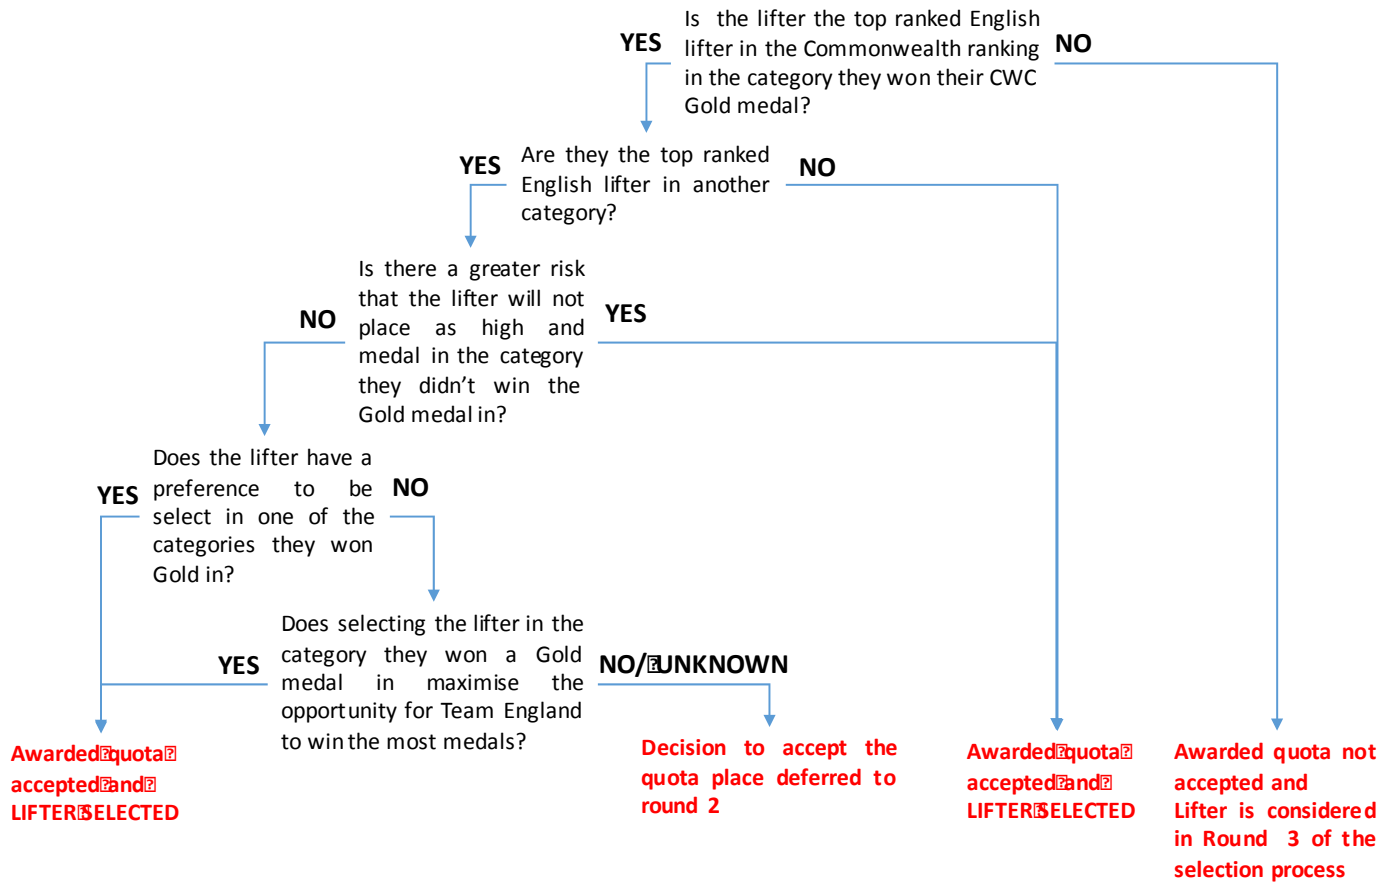 Is the lifter the top ranked English
YES lifter in the Commonwealth ranking NO
in the category they won their CWC
Gold medal?
YES Are they the top ranked NO
English lifter in another
category?
Is there a greater risk
that the lifter will not
NO place as high and YES
medal in the category
they didn’t win the
Gold medal in?
Does the lifter have a
YES preference to be NO
select in one of the
categories they won
Gold in?
Does selecting the lifter in the
YES category they won a Gold NO/⍰UNKNOWN
medal in maximise the
opportunity for Team England
to win the most medals?
Awarded⍰quota⍰
accepted⍰and⍰
LIFTER⍰SELECTED
Decision to accept the
quota place deferred to
round 2
Awarded⍰quota⍰
accepted⍰and⍰
LIFTER⍰SELECTED
Awarded quota not
accepted and
Lifter is considered
in Round 3 of the
selection process